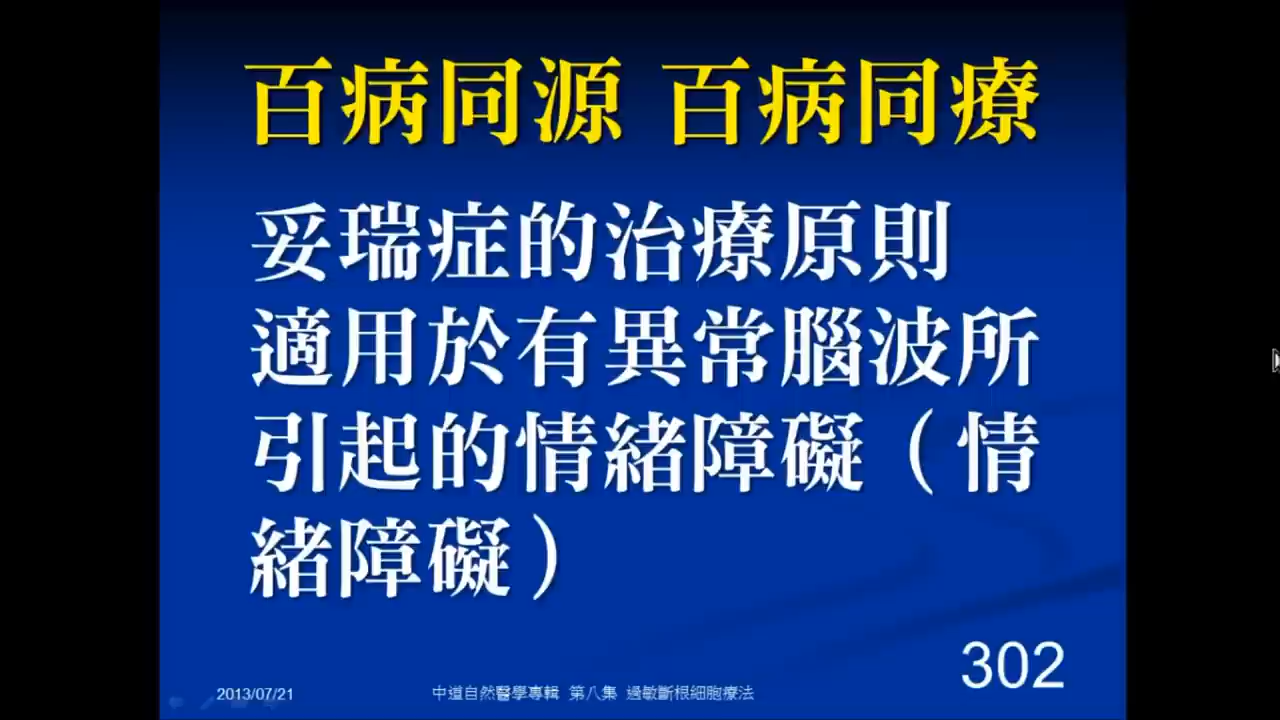 百病同源 百病同療
妥瑞症的治療原則
適用於有異常腦波所
引起的情緒障礙（情
緒障礙）
302
2013/07/21 中道自然醫學專輯 第八集 過敏斷根細胞療法